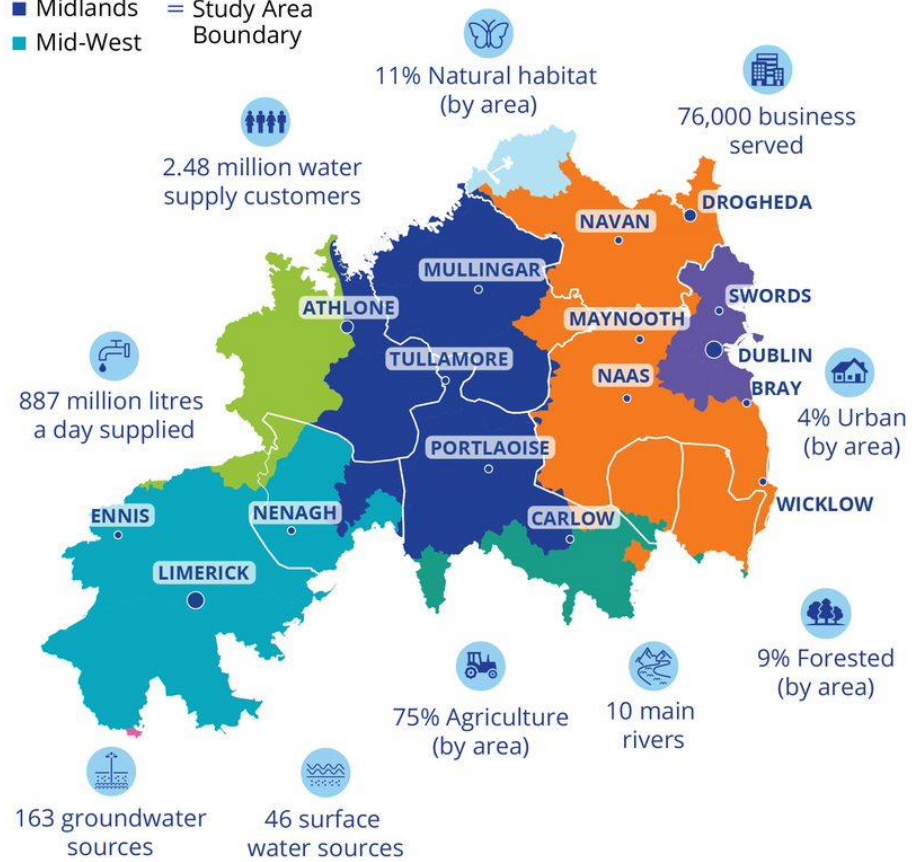 Midlands
= Study Area
Boundary
Mid-West
11% Natural habitat
(by area)
76,000 business
served
2.48 million water
supply customers
DROGHEDA
NAVAN
MULLINGAR
SWORDS
ATHLONE
MAYNOOTH
DUBLIN
TULLAMORE
NAAS
BRAY
887 million litres
a day supplied
4% Urban
(by area)
PORTLAOISE
WICKLOW
ENNIS
NENAGH
CARLOW
LIMERICK
9% Forested
(by area)
75% Agriculture
(by area)
10 main
rivers
163 groundwater
sources
46 surface
water sources